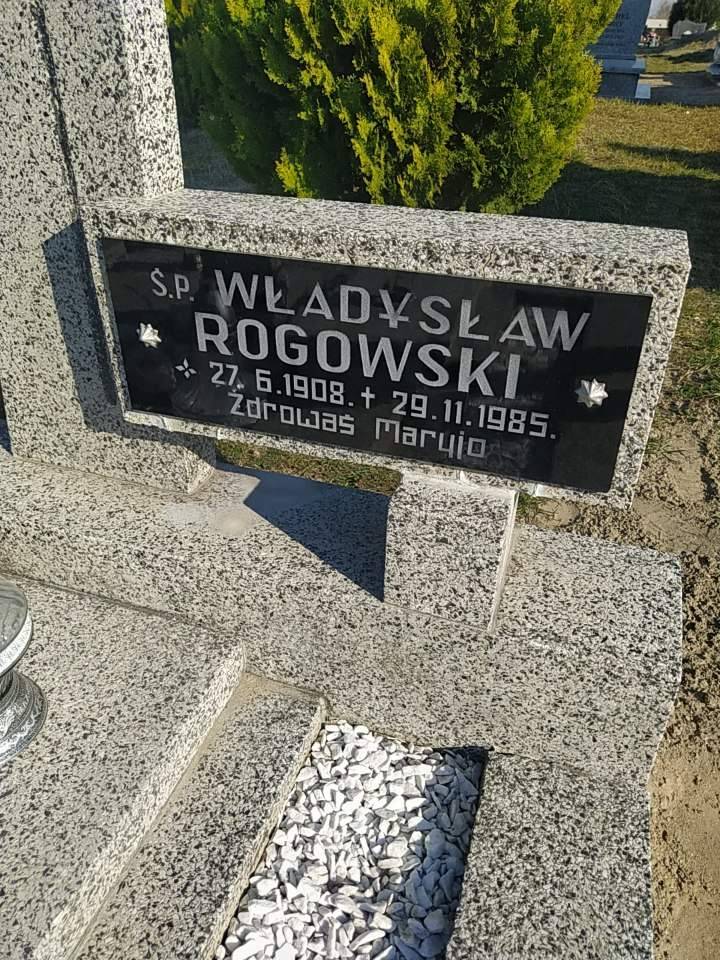 Ś.P. WŁADYSŁAW
ROGOWSKI
27. 6.1908. + 29.11.1985.
Zdrowaś Maryjo